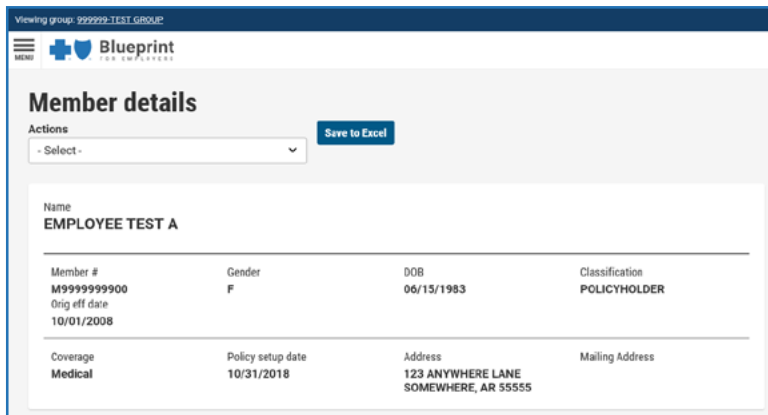 Viewing group: 999999-TEST GROUP
MENU
Blueprint
FOR EMPLOYERS
Member details
Actions
- Select -
Save to Excel
Name
EMPLOYEE TEST A
Member # Gender DOB Classification
M9999999900 F 06/15/1983 POLICYHOLDER
Orig eff date
10/01/2008
Coverage Policy setup date Address Mailing Address
Medical 10/31/2018 123 ANYWHERE LANE
SOMEWHERE, AR 55555